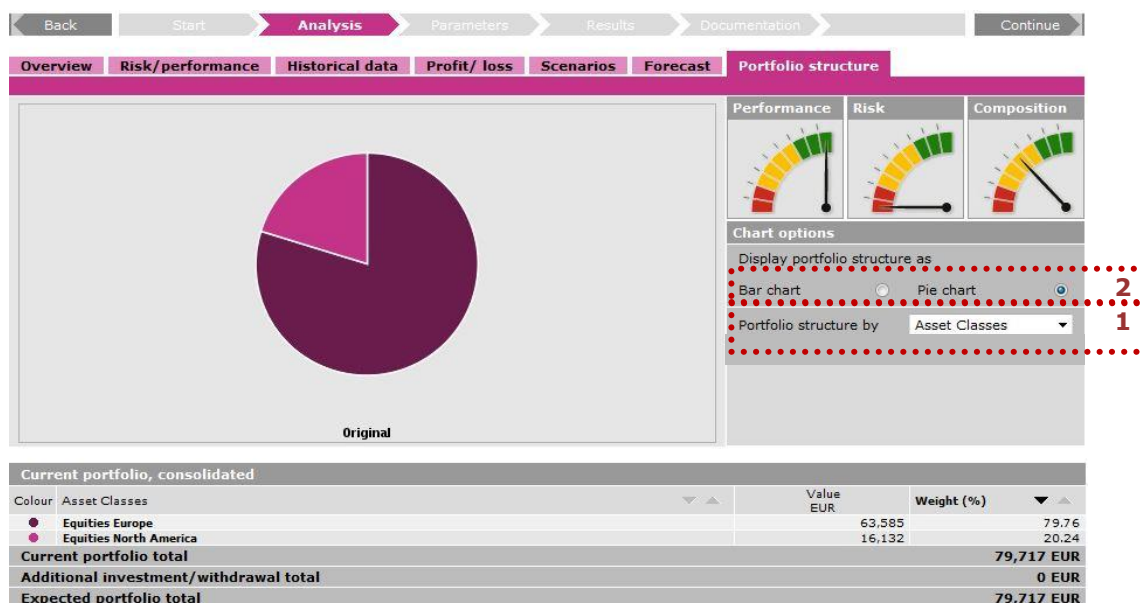 Back Start Analysis Parameters Results Documentation Continue
Overview Risk/performance Historical data Profit/ loss Scenarios Forecast Portfolio structure
Performance Risk Composition
Chart options
Display portfolio structure as
Bar chart Pie chart 2
Portfolio structure by Asset Classes 1
Original
Current portfolio, consolidated
Colour Asset Classes Value EUR Weight (%)
Equities Europe 63,585 79.76
Equities North America 16,132 20.24
Current portfolio total 79,717 EUR
Additional investment/withdrawal total 0 EUR
Expected portfolio total 79,717 EUR